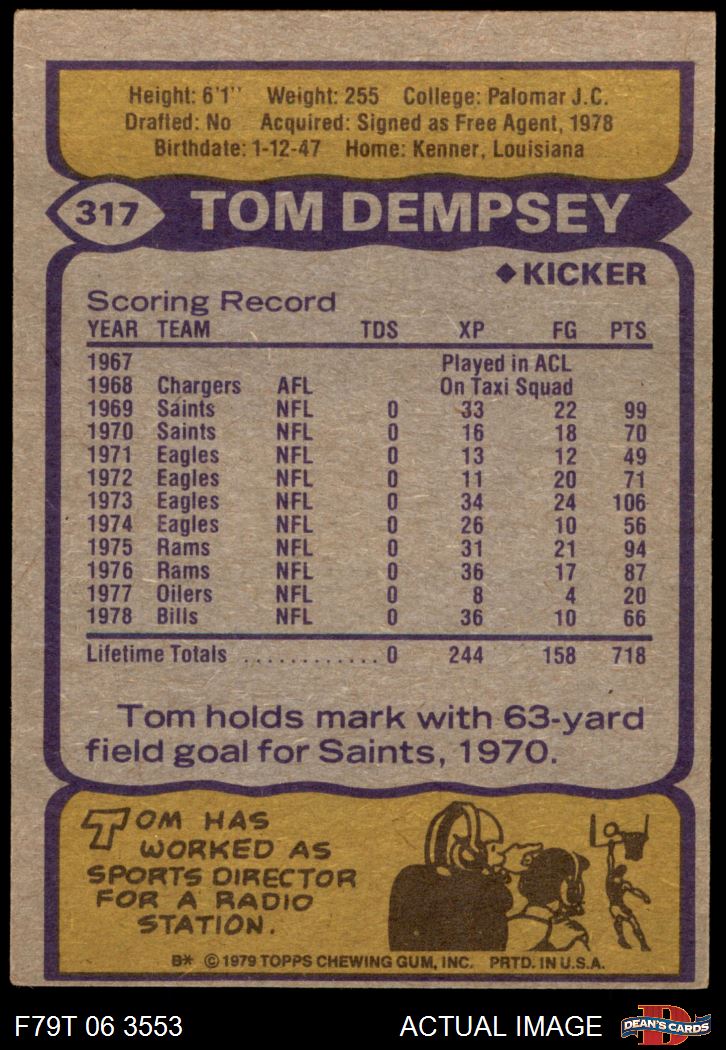 Height: 6'1'' Weight: 255 College: Palomar J.C.
Drafted: No Acquired: Signed as Free Agent, 1978
Birthdate: 1-12-47 Home: Kenner, Louisiana
317 TOM DEMPSEY
◆ KICKER
Scoring Record
YEAR TEAM TDS XP FG PTS
1967 Played in ACL
1968 Chargers AFL On Taxi Squad
1969 Saints NFL 0 33 22 99
1970 Saints NFL 0 16 18 70
1971 Eagles NFL 0 13 12 49
1972 Eagles NFL 0 11 20 71
1973 Eagles NFL 0 34 24 106
1974 Eagles NFL 0 26 10 56
1975 Rams NFL 0 31 21 94
1976 Rams NFL 0 36 17 87
1977 Oilers NFL 0 8 4 20
1978 Bills NFL 0 36 10 66
Lifetime Totals ............ 0 244 158 718
Tom holds mark with 63-yard
field goal for Saints, 1970.
TOM HAS
WORKED AS
SPORTS DIRECTOR
FOR A RADIO
STATION.
B* © 1979 TOPPS CHEWING GUM, INC. PRTD. IN U.S.A.
F79T 06 3553 ACTUAL IMAGE D DEAN'S CARDS